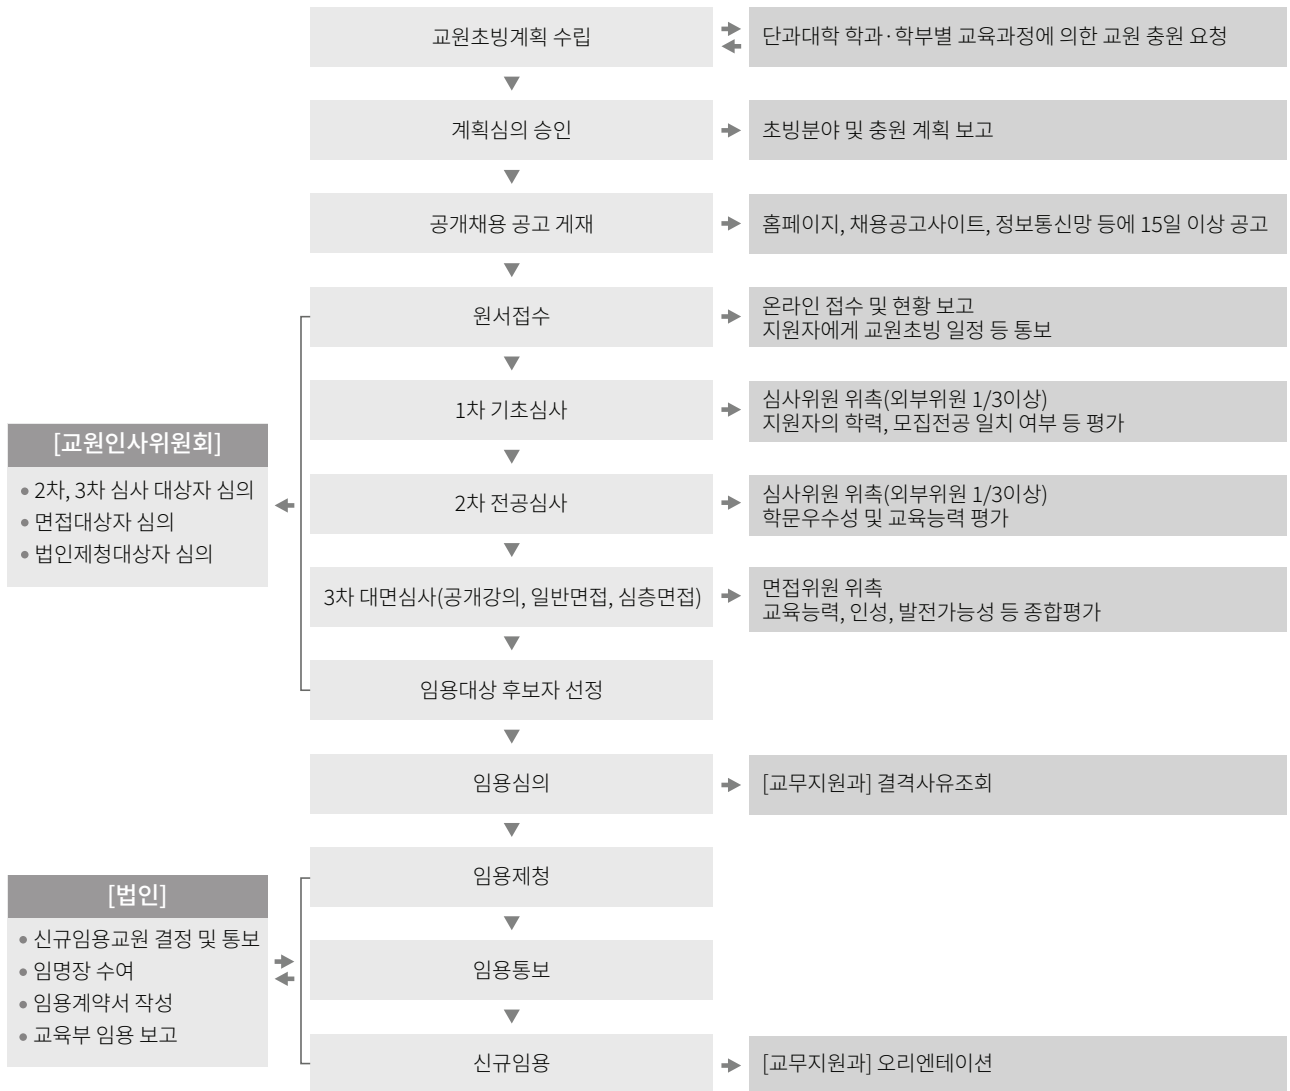 교원초빙계획 수립
단과대학 학과·학부별 교육과정에 의한 교원 충원 요청
계획심의 승인
초빙분야 및 충원 계획 보고
공개채용 공고 게재
홈페이지, 채용공고사이트, 정보통신망 등에 15일 이상 공고
원서접수
온라인 접수 및 현황 보고
지원자에게 교원초빙 일정 등 통보
1차 기초심사
심사위원 위촉(외부위원 1/3이상)
지원자의 학력, 모집전공 일치 여부 등 평가
[교원인사위원회]
2차, 3차 심사 대상자 심의
면접대상자 심의
법인제청대상자 심의
2차 전공심사
심사위원 위촉(외부위원 1/3이상)
학문우수성 및 교육능력 평가
3차 대면심사(공개강의, 일반면접, 심층면접)
면접위원 위촉
교육능력, 인성, 발전가능성 등 종합평가
임용대상 후보자 선정
임용심의
[교무지원과] 결격사유조회
임용제청
[법인]
신규임용교원 결정 및 통보
임명장 수여
임용계약서 작성
교육부 임용 보고
임용통보
신규임용
[교무지원과] 오리엔테이션